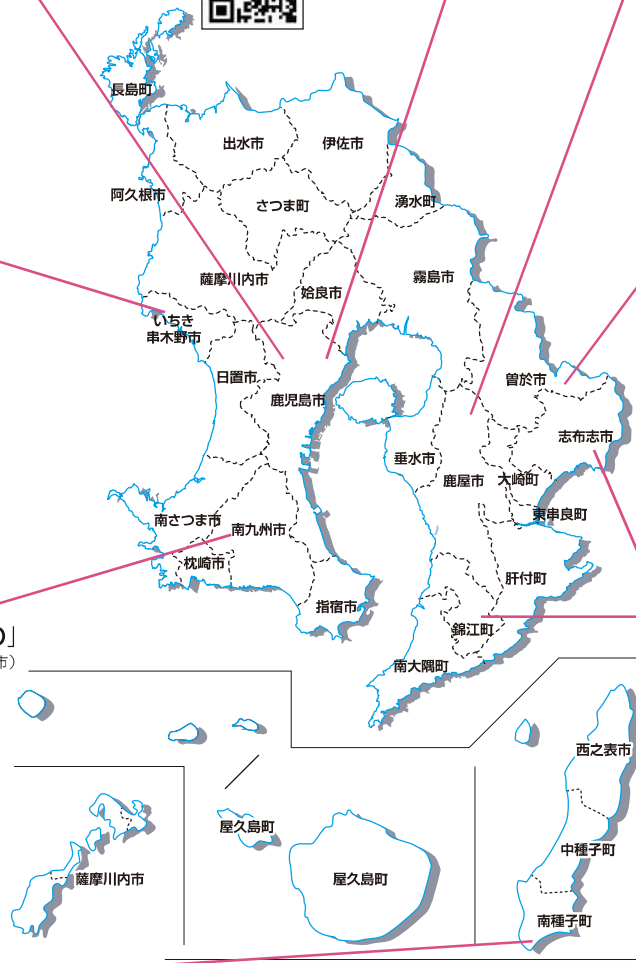 長島町
出水市
伊佐市
阿久根市
さつま町
湧水町
薩摩川内市
姶良市
霧島市
いちき
串木野市
日置市
鹿児島市
曽於市
志布志市
垂水市
鹿屋市
大崎町
東串良町
南さつま市
南九州市
枕崎市
肝付町
指宿市
錦江町
南大隅町
」
市）
西之表市
屋久島町
中種子町
薩摩川内市
屋久島町
南種子町